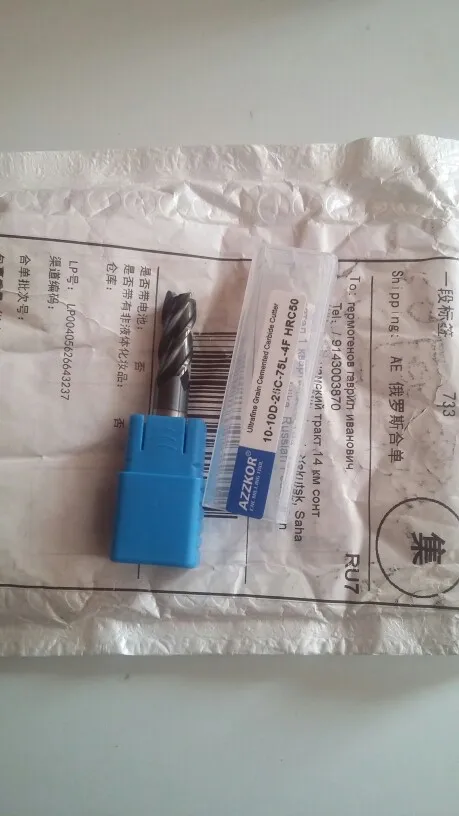 一段标签
733
Shipping: AE 俄罗斯合单
集
To: термогенов гаврил иванович
Tel: 9143003870
тракт 14 км сонт
Yakutsk, Saha
Russian
RU7
Ultrafine Grain Cemented Carbide Cutter
10-10D-25C-75L-4F HRC50
AZZKOR®
是否带电池: 否
是否带有非液体化妆品: 否
仓库:
LP号: LP00405626643237
渠道编码:
合单批次号: